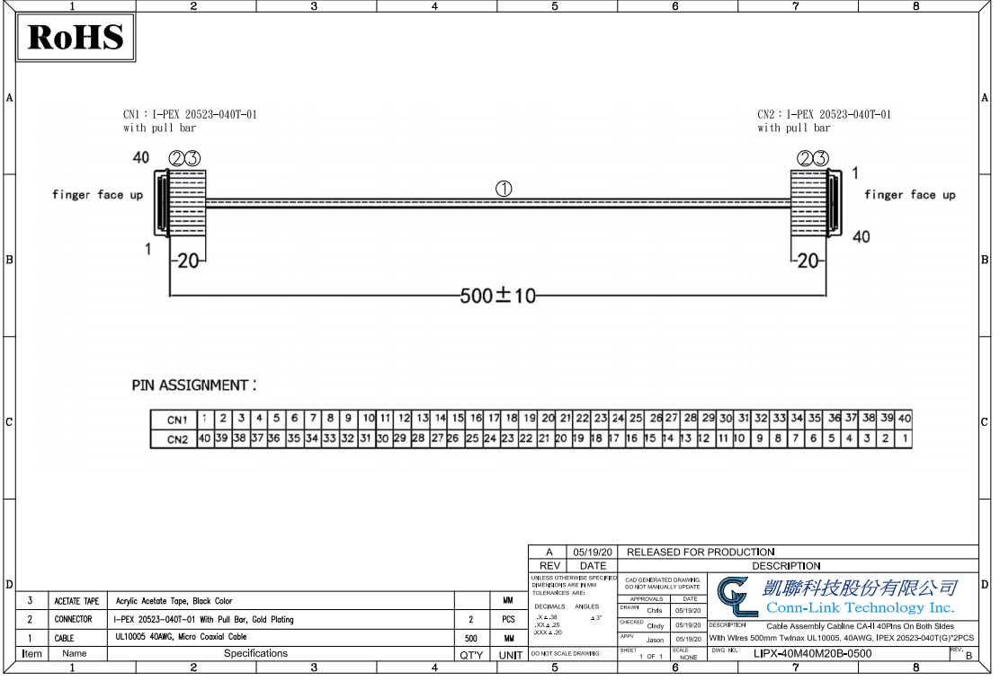 1 2 3 4 5 6 7 8
RoHS
A A
CN1 : I-PEX 20523-040T-01
with pull bar
CN2 : I-PEX 20523-040T-01
with pull bar
40 ②③ ②③ 1
finger face up ① finger face up
1 40
B -20- -20- B
500±10
PIN ASSIGNMENT :
C C
CN1 1 2 3 4 5 6 7 8 9 10 11 12 13 14 15 16 17 18 19 20 21 22 23 24 25 26 27 28 29 30 31 32 33 34 35 36 37 38 39 40
CN2 40 39 38 37 36 35 34 33 32 31 30 29 28 27 26 25 24 23 22 21 20 19 18 17 16 15 14 13 12 11 10 9 8 7 6 5 4 3 2 1
A 05/19/20 RELEASED FOR PRODUCTION
REV DATE DESCRIPTION
D D
UNLESS OTHERWISE SPECIFIED
DIMENSIONS ARE IN MM
TOLERANCES ARE:
DECIMALS ANGLES
.X ± .38 ± 3°
.XX ± .25
.XXX ± .20
DO NOT SCALE DRAWING
CAD GENERATED DRAWING,
DO NOT MANUALLY UPDATE
APPROVALS DATE
DRAWN Chris 05/19/20
CHECKED Cindy 05/19/20
APPV Jason 05/19/20
SHEET 1 OF 1 SCALE NONE
凱聯科技股份有限公司
Conn-Link Technology Inc.
DESCRIPTION Cable Assembly Cabline CA-II 40Pins On Both Sides
With Wires 500mm Twinax UL10005, 40AWG, IPEX 20523-040T(G)*2PCS
DWG NO. LIPX-40M40M20B-0500 REV. B
3 ACETATE TAPE Acrylic Acetate Tape, Black Color MM
2 CONNECTOR I-PEX 20523-040T-01 With Pull Bar, Gold Plating 2 PCS
1 CABLE UL10005 40AWG, Micro Coaxial Cable 500 MM
Item Name Specifications QT'Y UNIT
1 2 3 4 5 6 7 8